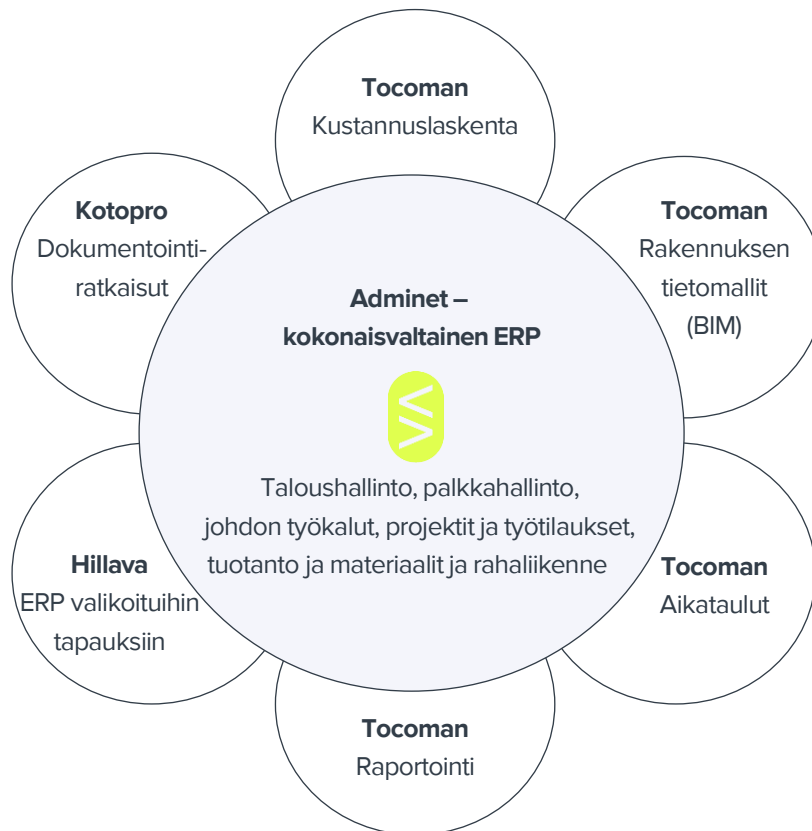 Tocoman
Kustannuslaskenta
Kotopro
Dokumentointi-
ratkaisut
Tocoman
Rakennuksen
tietomallit
(BIM)
Adminet –
kokonaisvaltainen ERP
Taloushallinto, palkkahallinto,
johdon työkalut, projektit ja työtilaukset,
tuotanto ja materiaalit ja rahaliikenne
Hillava
ERP valikoituihin
tapauksiin
Tocoman
Aikataulut
Tocoman
Raportointi